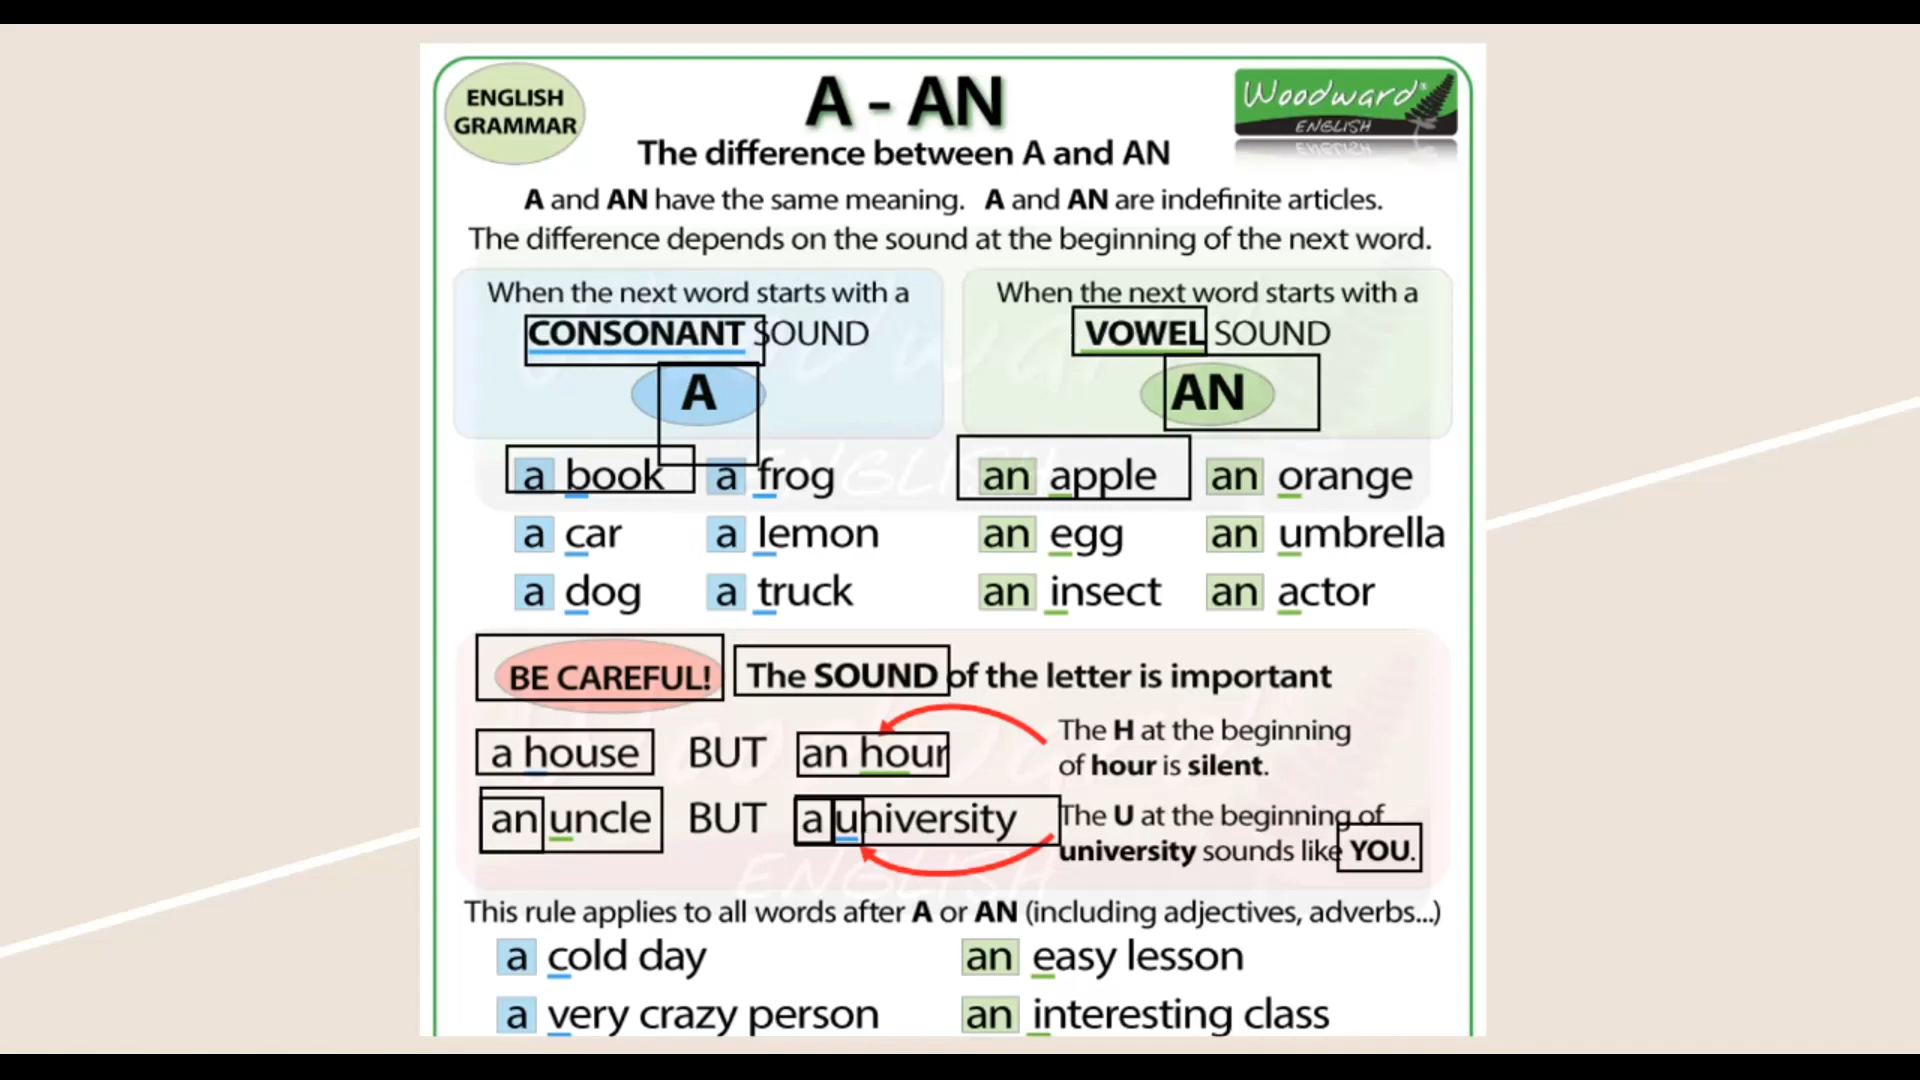 ENGLISH
GRAMMAR
A - AN
Woodward®
ENGLISH
The difference between A and AN
A and AN have the same meaning. A and AN are indefinite articles.
The difference depends on the sound at the beginning of the next word.
When the next word starts with a
CONSONANT SOUND
A
When the next word starts with a
VOWEL SOUND
AN
a book a frog
a car a lemon
a dog a truck
an apple an orange
an egg an umbrella
an insect an actor
BE CAREFUL! The SOUND of the letter is important
a house BUT an hour
The H at the beginning
of hour is silent.
an uncle BUT a university
The U at the beginning of
university sounds like YOU.
This rule applies to all words after A or AN (including adjectives, adverbs...)
a cold day an easy lesson
a very crazy person an interesting class